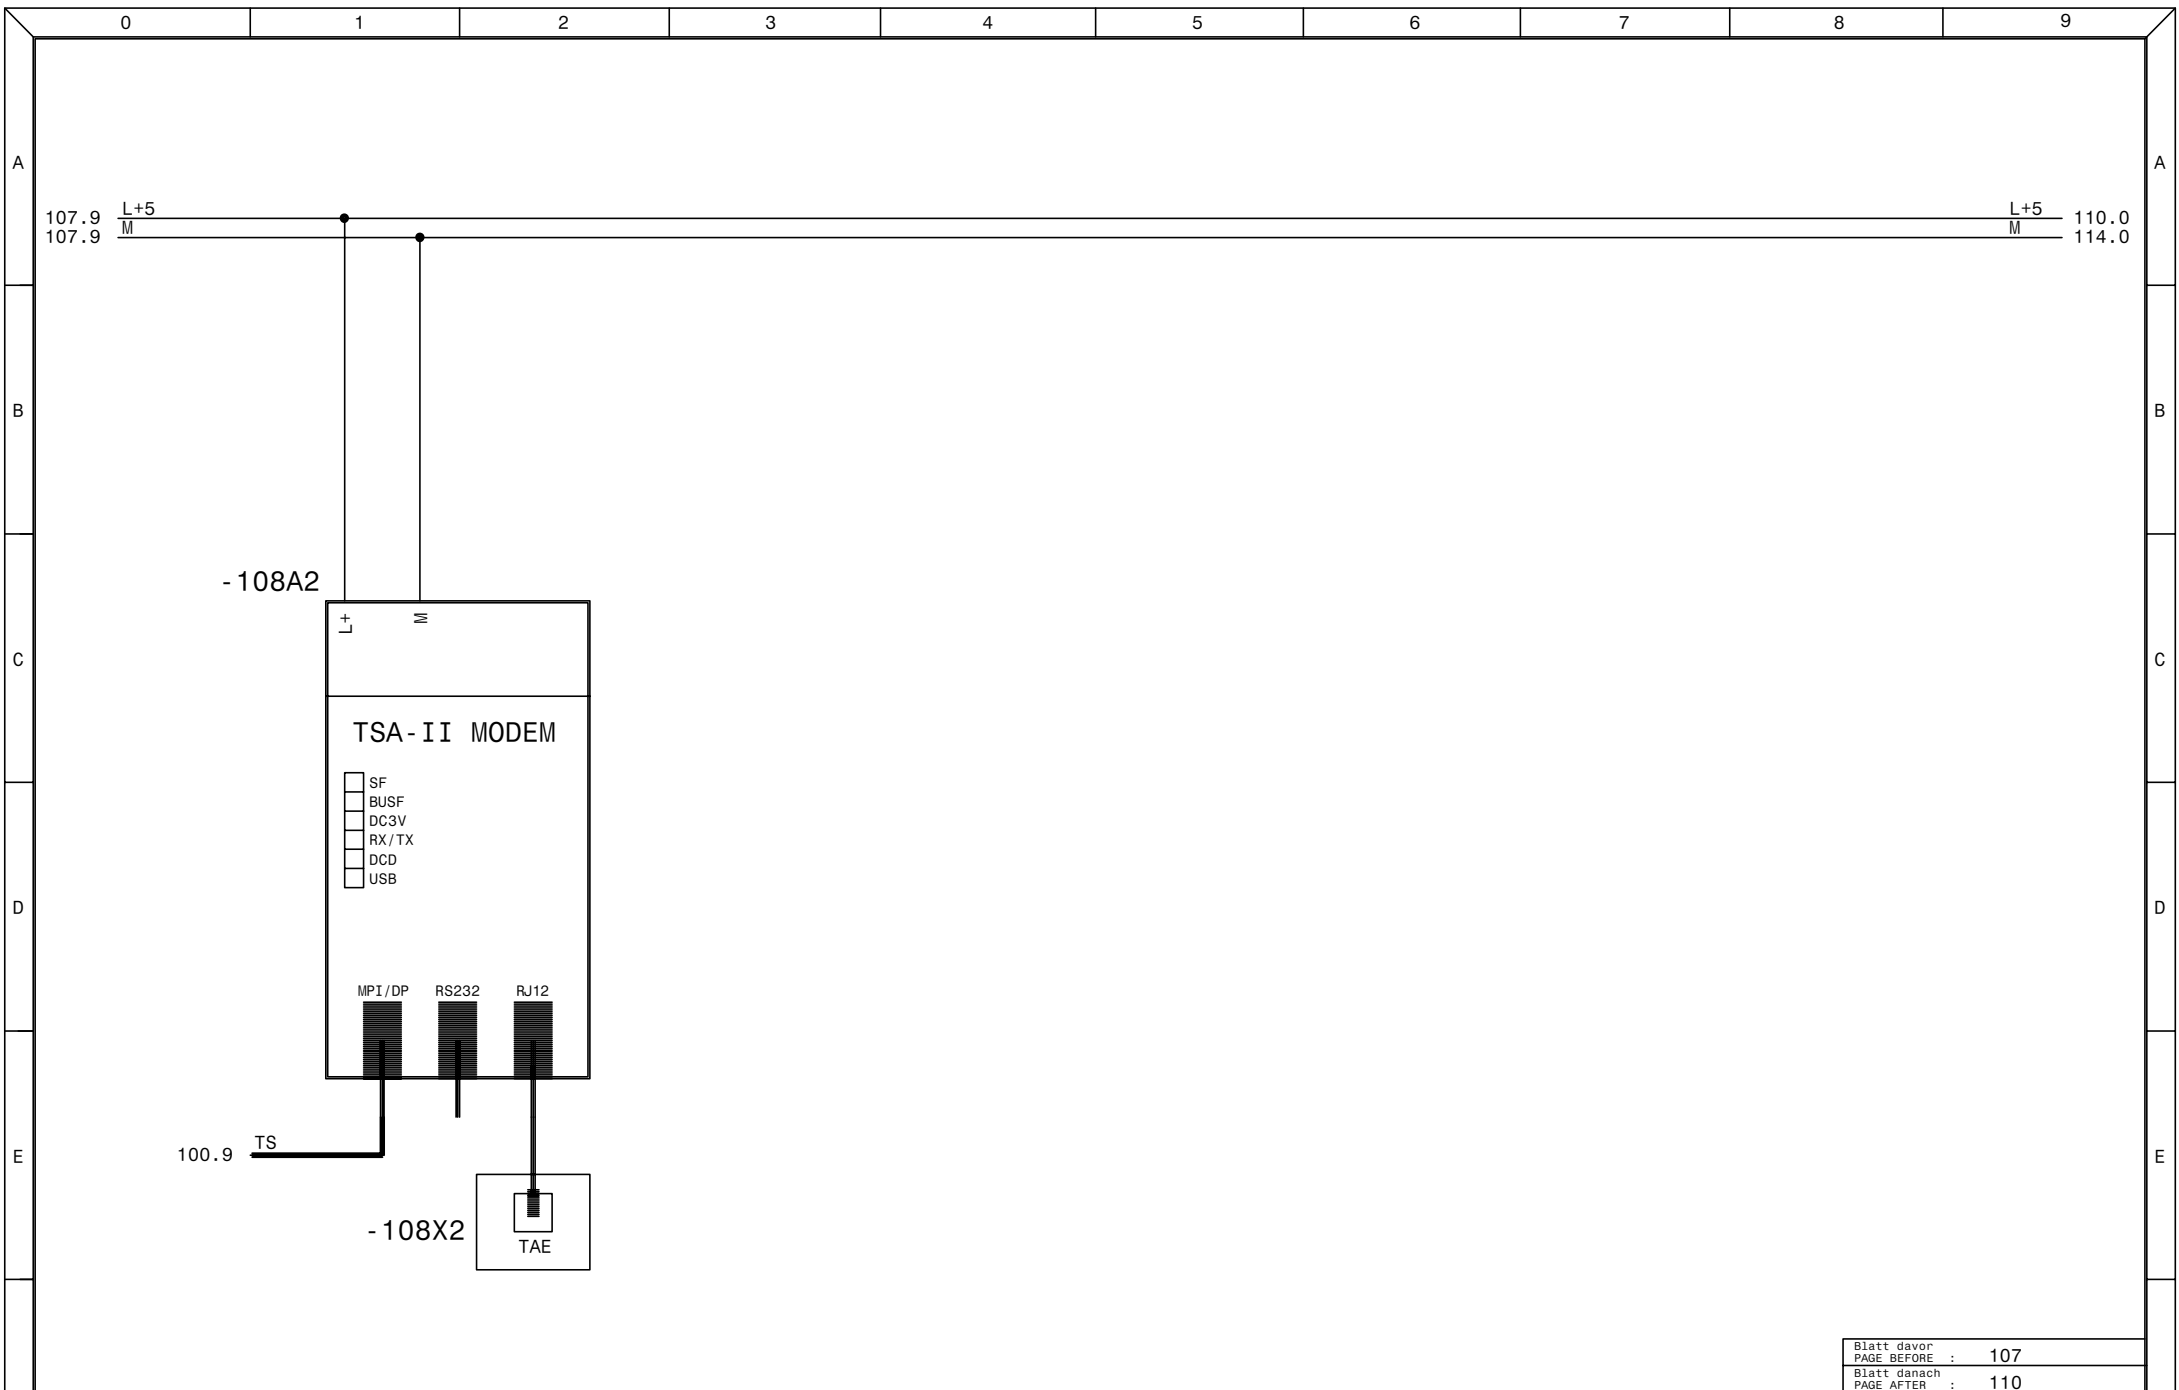 0 1 2 3 4 5 6 7 8 9
A A
L+5 L+5
107.9 110.0
M M
107.9 114.0
B B
-108A2
L+ M
C C
TSA-II MODEM
SF
BUSF
DC3V
RX/TX
DCD
USB
D D
MPI/DP RS232 RJ12
TS
100.9
E E
-108X2
TAE
Blatt davor
PAGE BEFORE : 107
Blatt danach
PAGE AFTER : 110